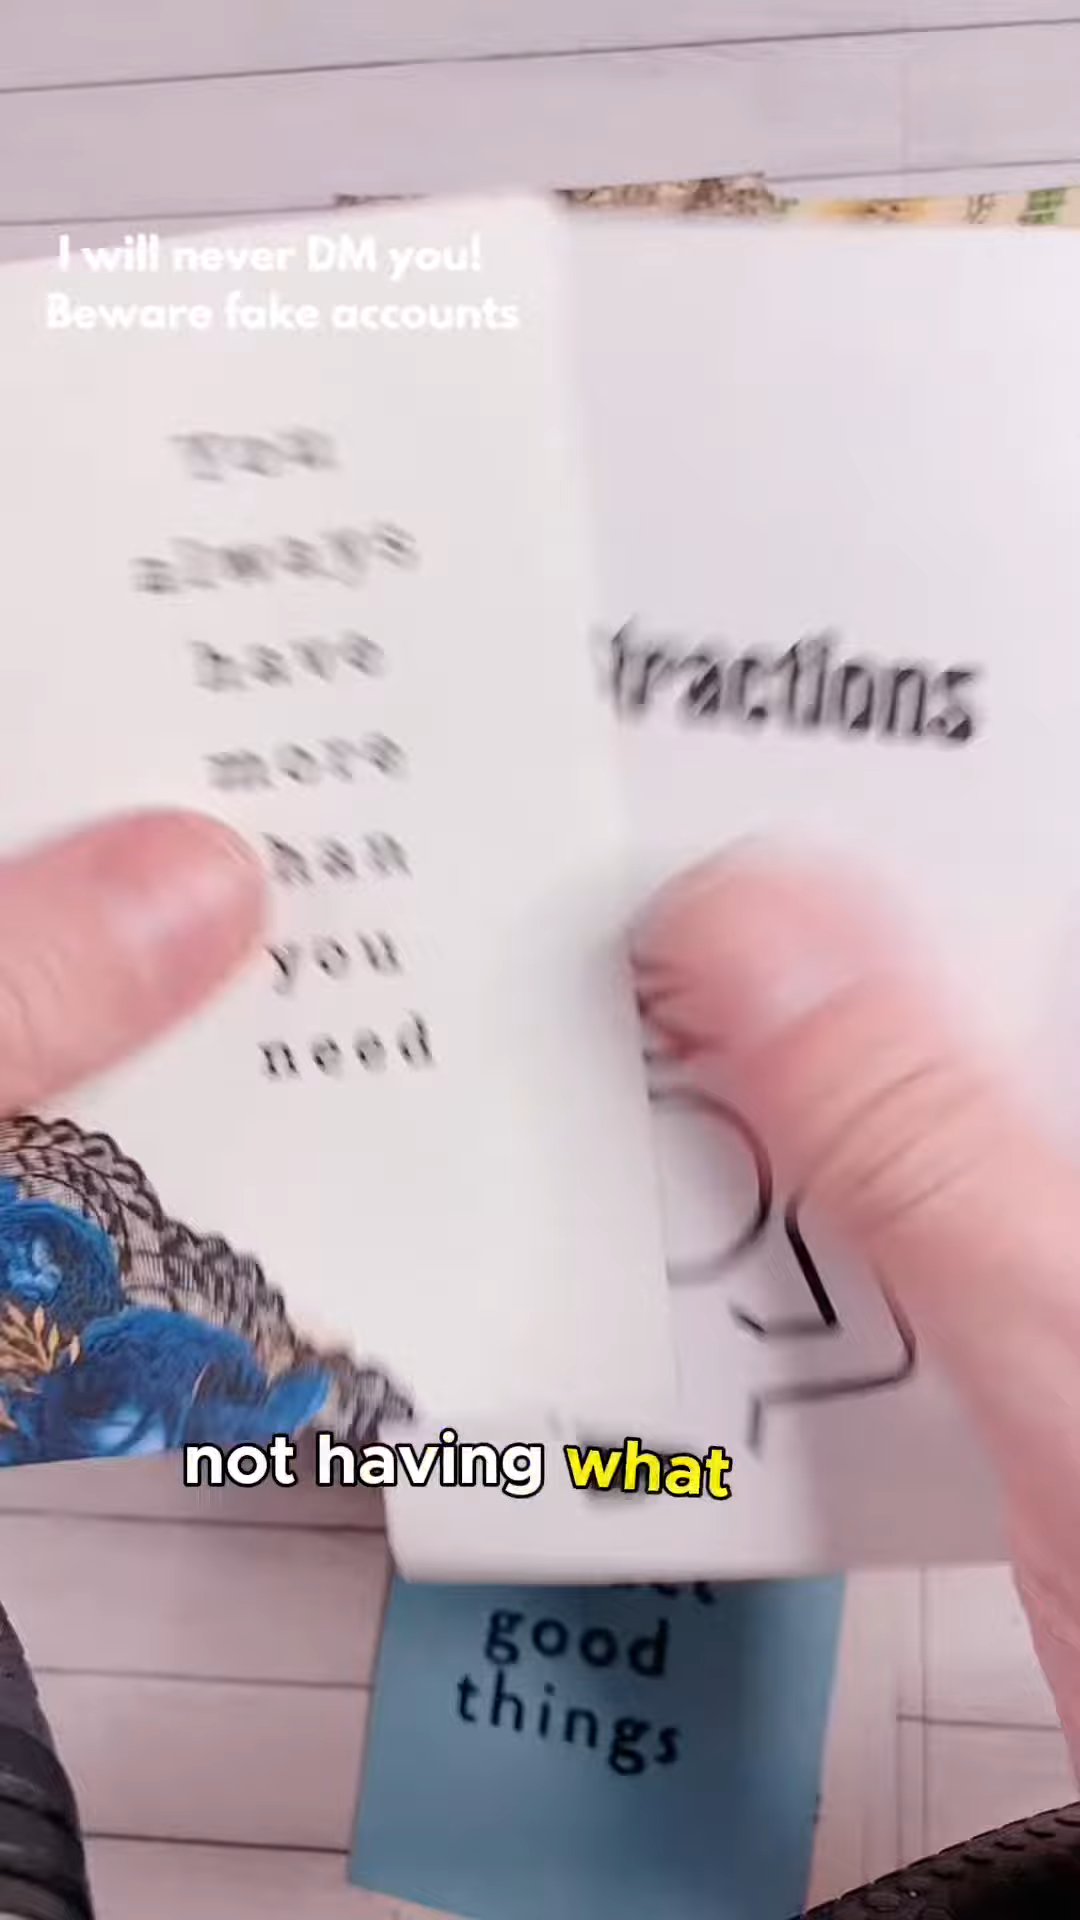 I will never DM you!
Beware fake accounts
You
always
have
more
han
you
need
tractions
not having what
good
things